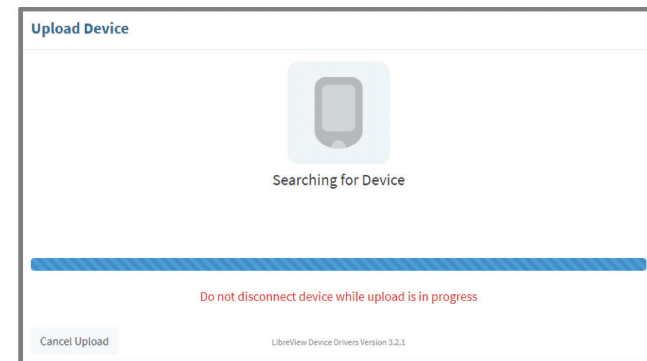 Upload Device
Searching for Device
Do not disconnect device while upload is in progress
Cancel Upload
LibreView Device Drivers Version 3.2.1